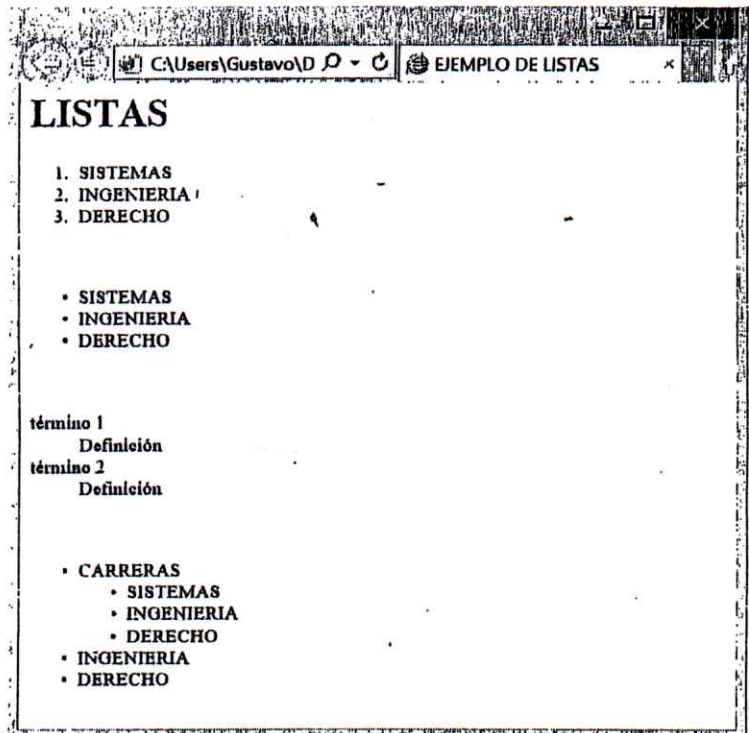 C:\Users\Gustavo\D
EJEMPLO DE LISTAS
LISTAS
1. SISTEMAS
2. INGENIERIA
3. DERECHO
• SISTEMAS
• INGENIERIA
• DERECHO
término 1
Definición
término 2
Definición
• CARRERAS
• SISTEMAS
• INGENIERIA
• DERECHO
• INGENIERIA
• DERECHO